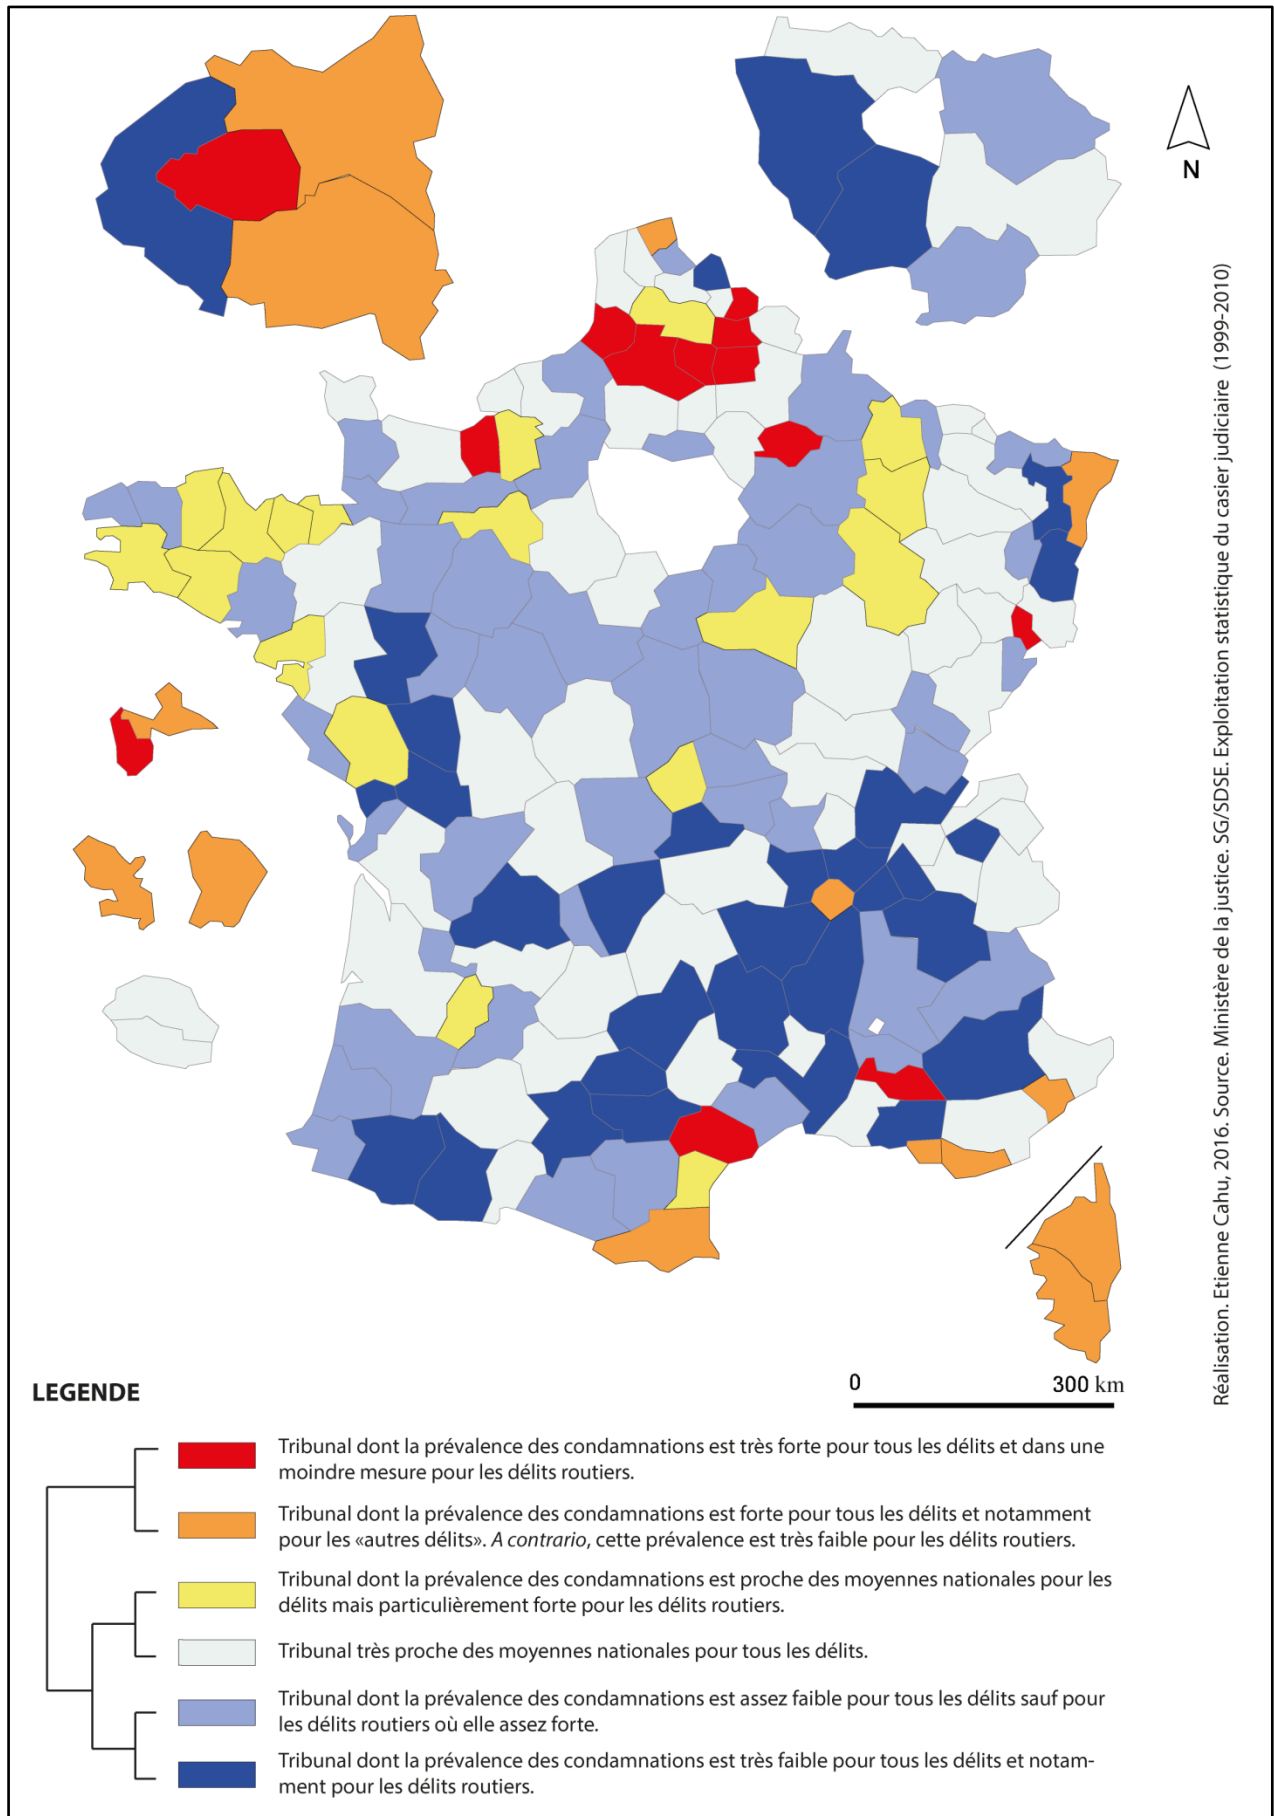 N
Réalisation. Etienne Cahu, 2016. Source. Ministère de la justice. SG/SDSE. Exploitation statistique du casier judiciaire (1999-2010)
0 300 km
LEGENDE
Tribunal dont la prévalence des condamnations est très forte pour tous les délits et dans une
moindre mesure pour les délits routiers.
Tribunal dont la prévalence des condamnations est forte pour tous les délits et notamment
pour les «autres délits». A contrario, cette prévalence est très faible pour les délits routiers.
Tribunal dont la prévalence des condamnations est proche des moyennes nationales pour les
délits mais particulièrement forte pour les délits routiers.
Tribunal très proche des moyennes nationales pour tous les délits.
Tribunal dont la prévalence des condamnations est assez faible pour tous les délits sauf pour
les délits routiers où elle assez forte.
Tribunal dont la prévalence des condamnations est très faible pour tous les délits et notam-
ment pour les délits routiers.